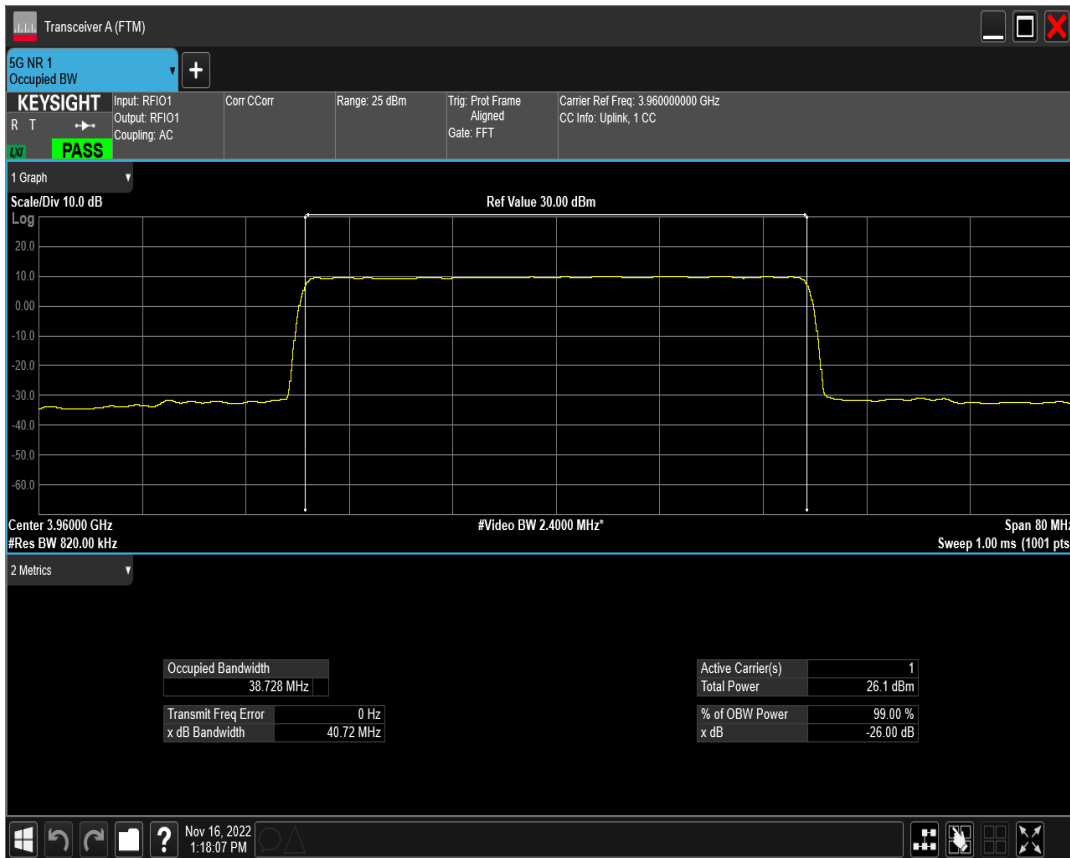 Transceiver A (FTM)
5G NR 1
Occupied BW
+
KEYSIGHT
R T
LXI
PASS
Input: RFIO1
Output: RFIO1
Coupling: AC
Corr CCorr
Range: 25 dBm
Trig: Prot Frame
Aligned
Gate: FFT
Carrier Ref Freq: 3.960000000 GHz
CC Info: Uplink, 1 CC
1 Graph
Scale/Div 10.0 dB
Ref Value 30.00 dBm
Log
20.0
10.0
0.00
-10.0
-20.0
-30.0
-40.0
-50.0
-60.0
Center 3.96000 GHz
#Video BW 2.4000 MHz*
Span 80 MHz
#Res BW 820.00 kHz
Sweep 1.00 ms (1001 pts
2 Metrics
Occupied Bandwidth
38.728 MHz
Transmit Freq Error 0 Hz
x dB Bandwidth 40.72 MHz
Active Carrier(s) 1
Total Power 26.1 dBm
% of OBW Power 99.00 %
x dB -26.00 dB
?
Nov 16, 2022
1:18:07 PM